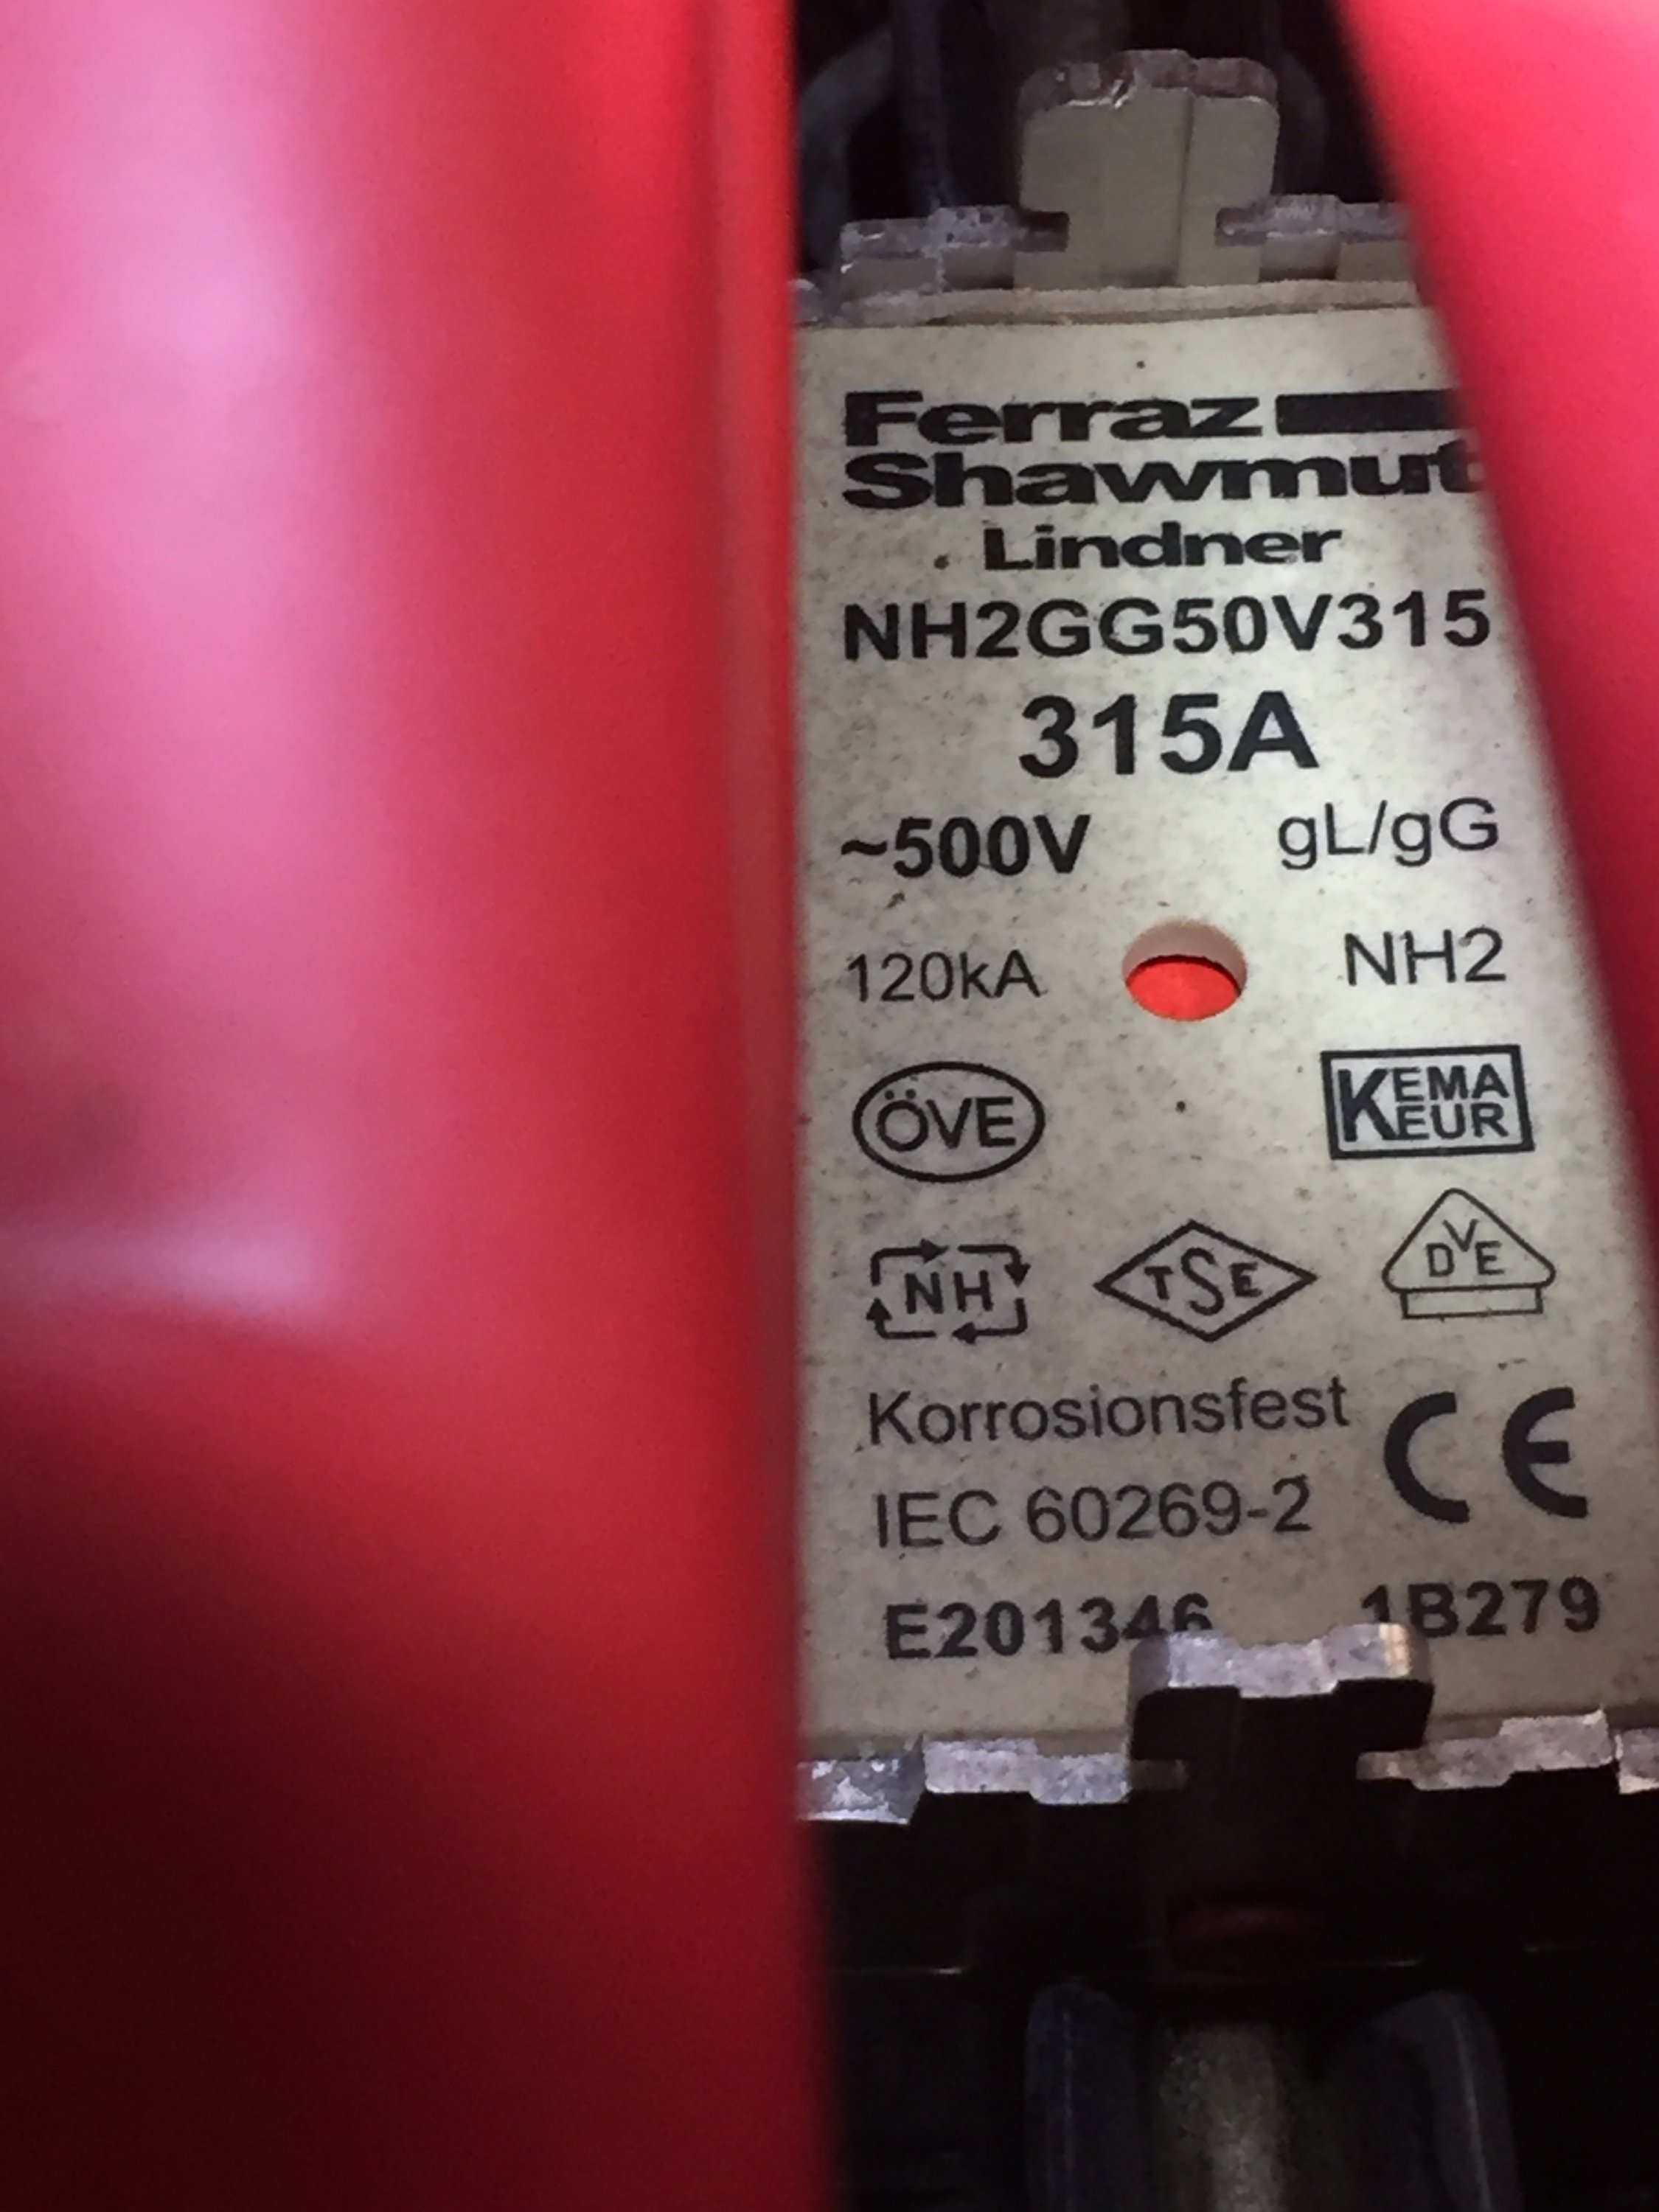 Ferraz
Shawmut
Lindner
NH2GG50V315
315A
~500V gL/gG
120kA NH2
ÖVE KEMA KEUR
NH TSE DVE
Korrosionsfest CE
IEC 60269-2
E201346 1B279